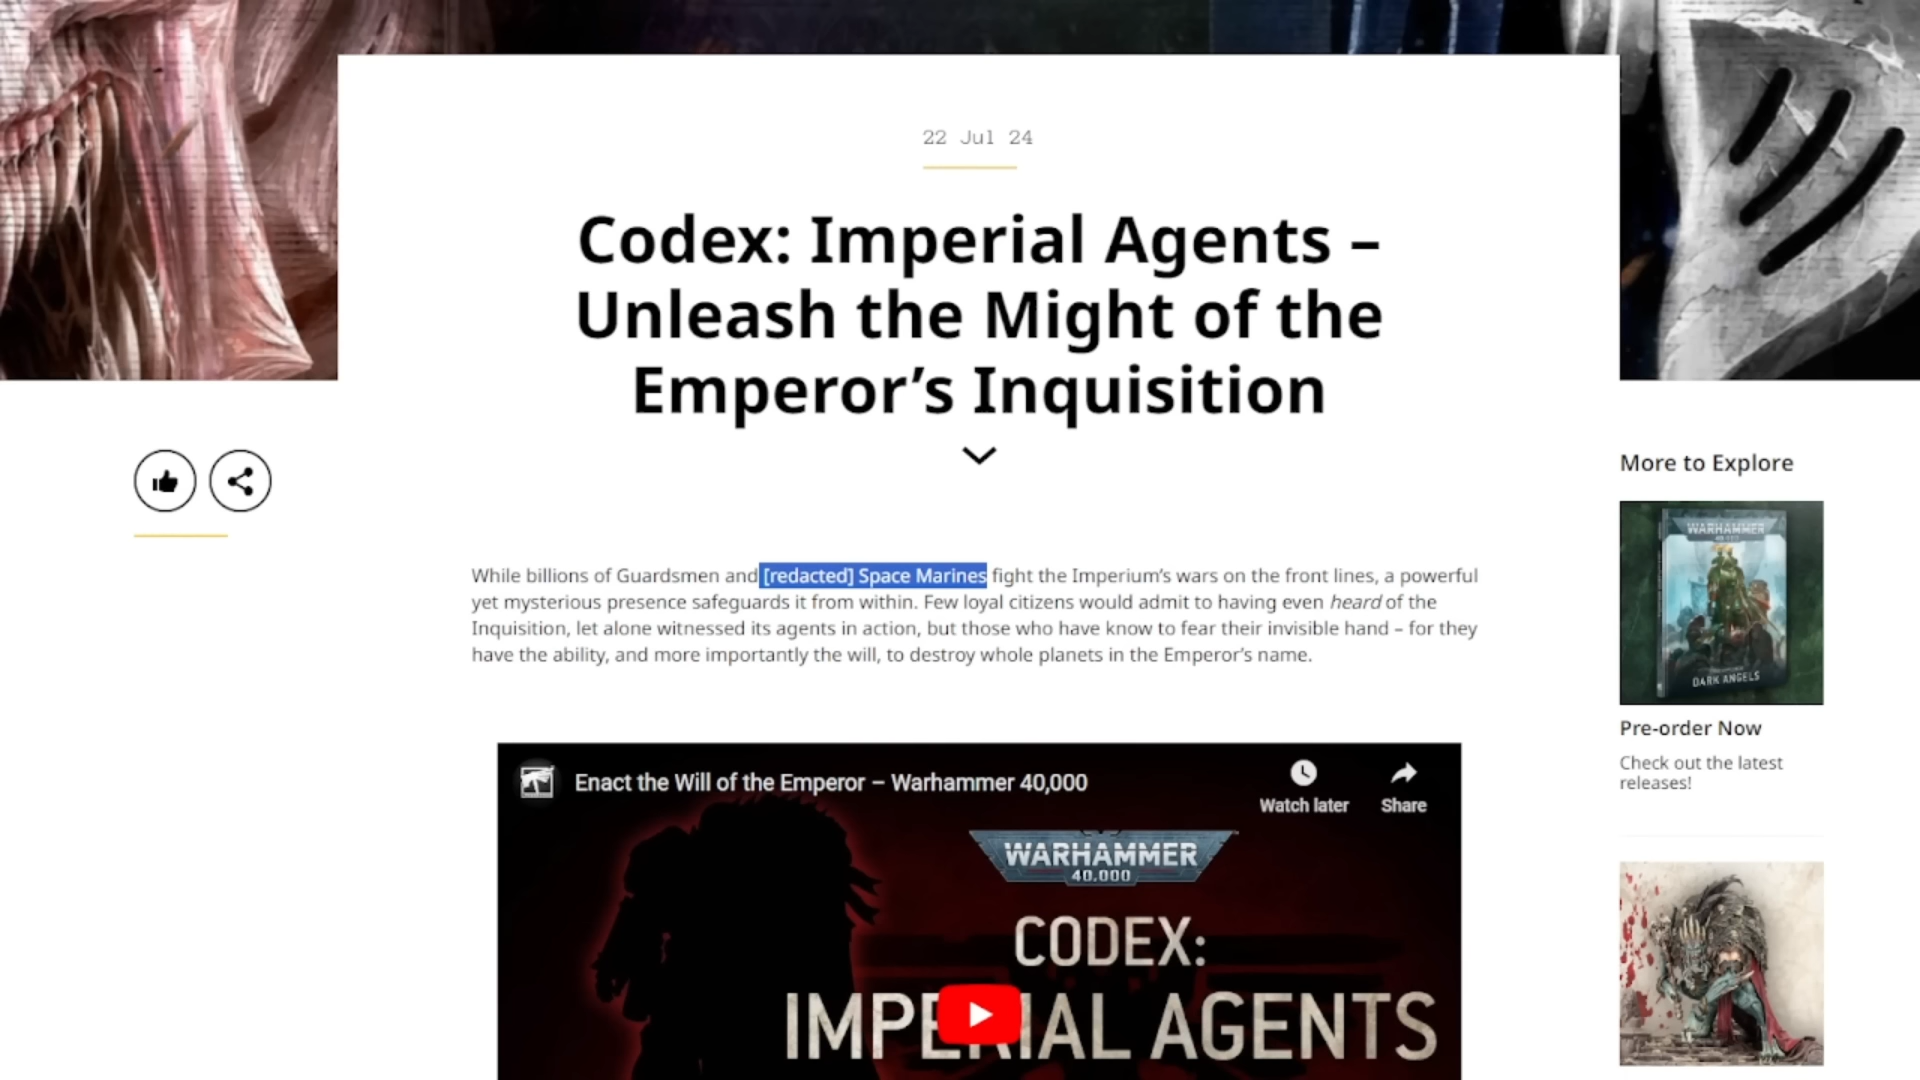 22 Jul 24
Codex: Imperial Agents –
Unleash the Might of the
Emperor’s Inquisition
While billions of Guardsmen and [redacted] Space Marines fight the Imperium’s wars on the front lines, a powerful
yet mysterious presence safeguards it from within. Few loyal citizens would admit to having even heard of the
Inquisition, let alone witnessed its agents in action, but those who have know to fear their invisible hand – for they
have the ability, and more importantly the will, to destroy whole planets in the Emperor’s name.
Enact the Will of the Emperor – Warhammer 40,000
Watch later
Share
WARHAMMER
40,000
CODEX:
IMPERIAL AGENTS
More to Explore
WARHAMMER
40,000
DARK ANGELS
Pre-order Now
Check out the latest
releases!